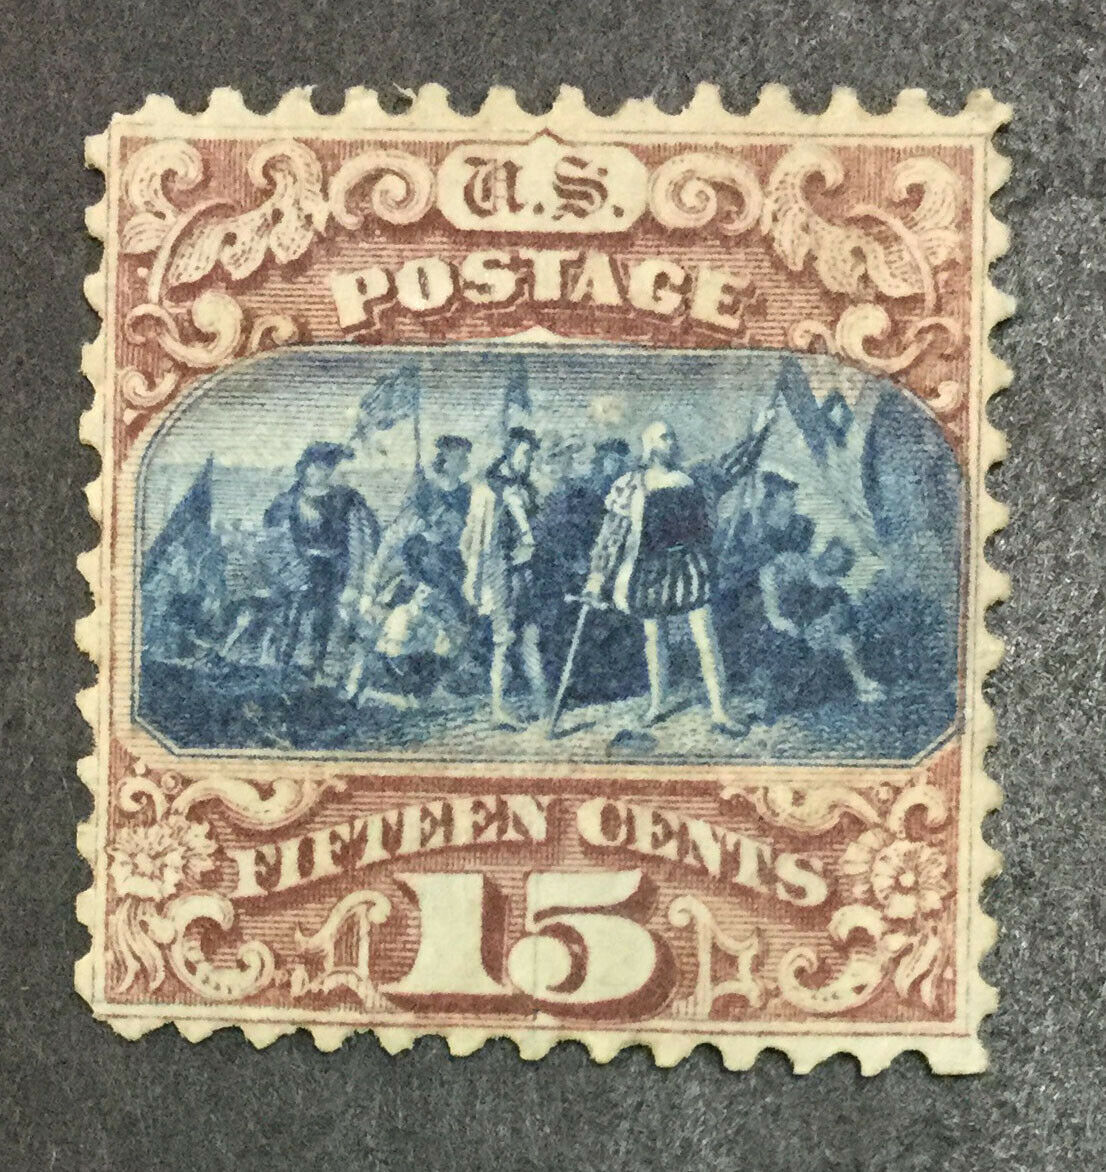 U.S.
POSTAGE
FIFTEEN CENTS
15